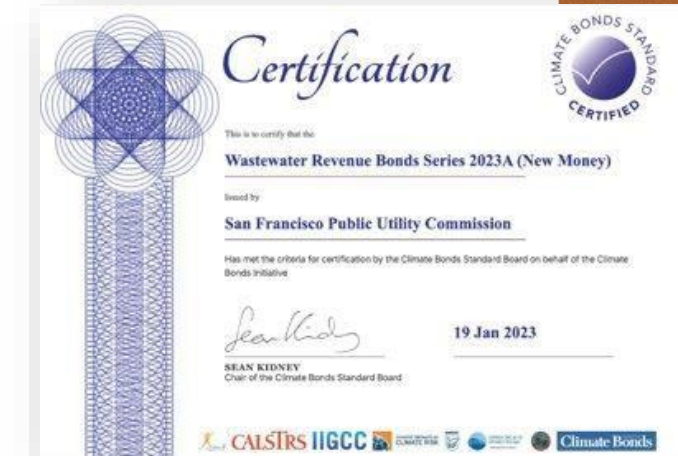 Certification
CLIMATE BONDS STANDARD
CERTIFIED
This is to certify that the
Wastewater Revenue Bonds Series 2023A (New Money)
Issued by
San Francisco Public Utility Commission
Has met the criteria for certification by the Climate Bonds Standard Board on behalf of the Climate
Bonds Initiative
Sean Kidney
19 Jan 2023
SEAN KIDNEY
Chair of the Climate Bonds Standard Board
CALSTRS IIGCC Climate Bonds